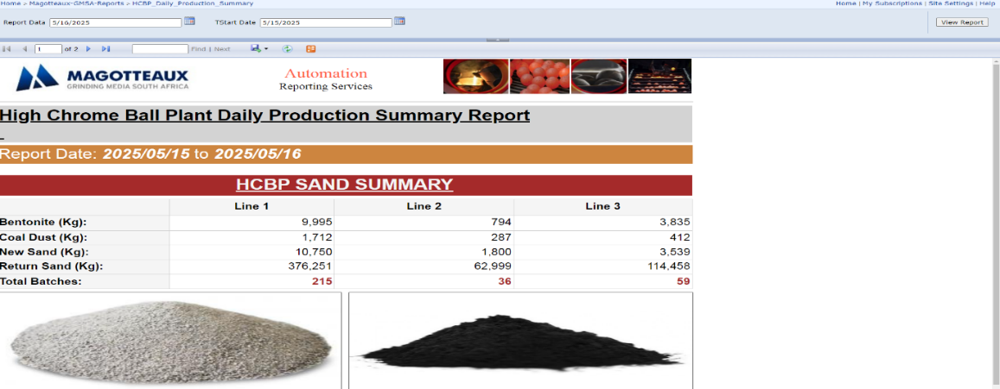 Home > Magotteaux-GMSA-Reports > HCBP_Daily_Production_Summary
Home | My Subscriptions | Site Settings | Help
Report Data 5/16/2025 TStart Date 5/15/2025 View Report
1 of 2 Find | Next
MAGOTTEAUX
GRINDING MEDIA SOUTH AFRICA
Automation
Reporting Services
High Chrome Ball Plant Daily Production Summary Report
Report Date: 2025/05/15 to 2025/05/16
HCBP SAND SUMMARY
Line 1 Line 2 Line 3
Bentonite (Kg): 9,995 794 3,835
Coal Dust (Kg): 1,712 287 412
New Sand (Kg): 10,750 1,800 3,539
Return Sand (Kg): 376,251 62,999 114,458
Total Batches: 215 36 59